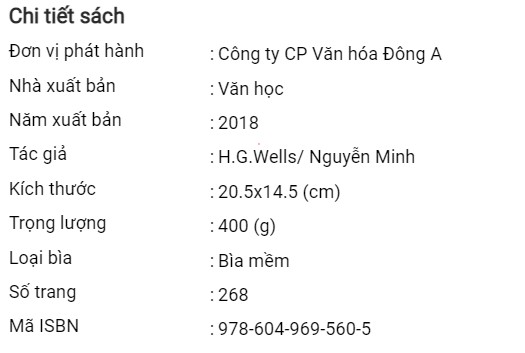 Chi tiết sách
Đơn vị phát hành : Công ty CP Văn hóa Đông A
Nhà xuất bản : Văn học
Năm xuất bản : 2018
Tác giả : H.G.Wells/ Nguyễn Minh
Kích thước : 20.5x14.5 (cm)
Trọng lượng : 400 (g)
Loại bìa : Bìa mềm
Số trang : 268
Mã ISBN : 978-604-969-560-5